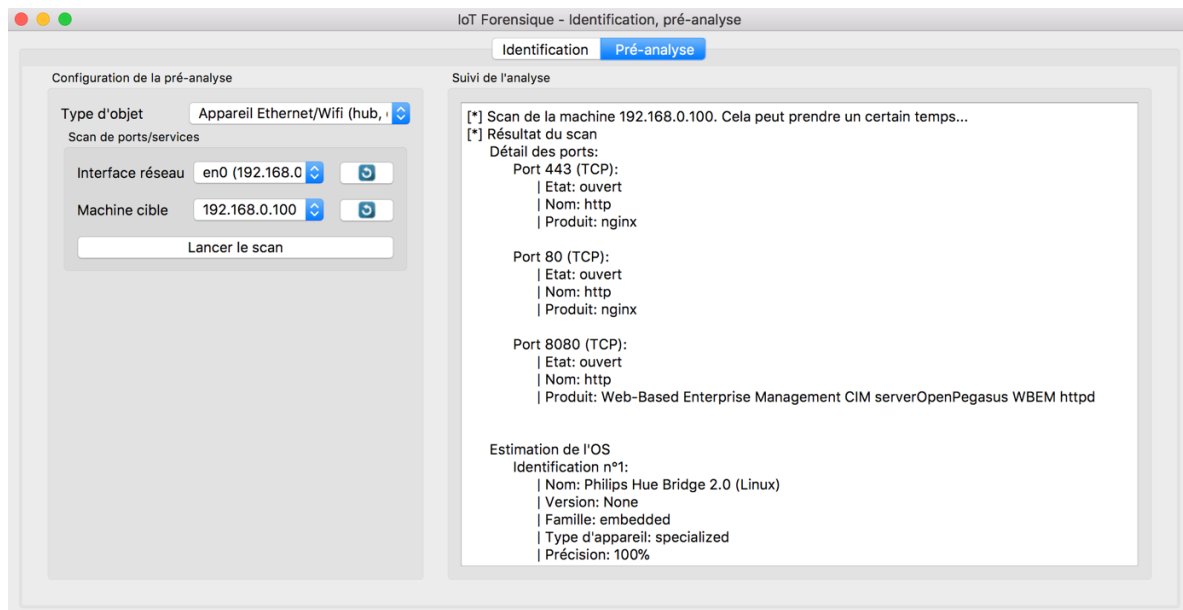 IoT Forensique - Identification, pré-analyse
Identification
Pré-analyse
Configuration de la pré-analyse
Type d'objet
Appareil Ethernet/Wifi (hub,
Scan de ports/services
Interface réseau
en0 (192.168.0
Machine cible
192.168.0.100
Lancer le scan
Suivi de l'analyse
[*] Scan de la machine 192.168.0.100. Cela peut prendre un certain temps...
[*] Résultat du scan
Détail des ports:
Port 443 (TCP):
| Etat: ouvert
| Nom: http
| Produit: nginx
Port 80 (TCP):
| Etat: ouvert
| Nom: http
| Produit: nginx
Port 8080 (TCP):
| Etat: ouvert
| Nom: http
| Produit: Web-Based Enterprise Management CIM serverOpenPegasus WBEM httpd
Estimation de l'OS
Identification n°1:
| Nom: Philips Hue Bridge 2.0 (Linux)
| Version: None
| Famille: embedded
| Type d'appareil: specialized
| Précision: 100%